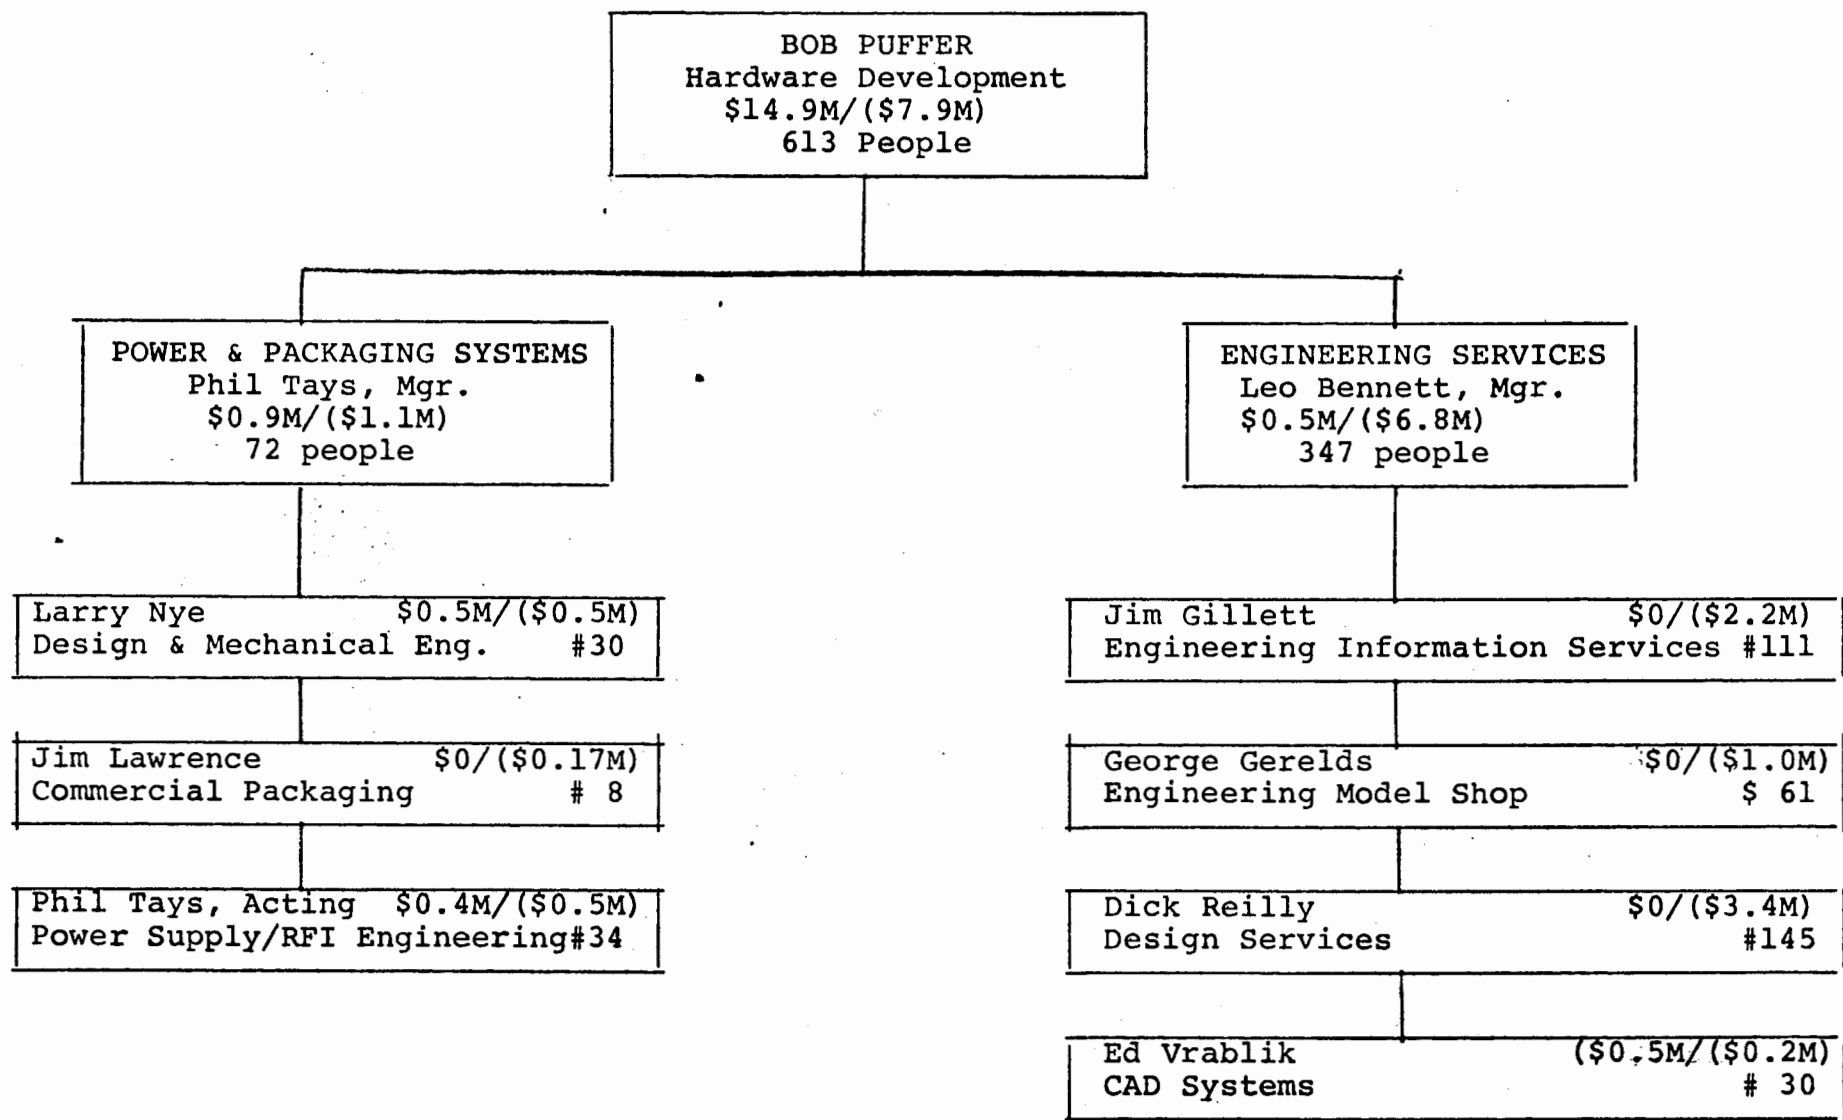 BOB PUFFER
Hardware Development
$14.9M/($7.9M)
613 People
POWER & PACKAGING SYSTEMS
Phil Tays, Mgr.
$0.9M/($1.1M)
72 people
Larry Nye $0.5M/($0.5M)
Design & Mechanical Eng. #30
Jim Lawrence $0/($0.17M)
Commercial Packaging # 8
Phil Tays, Acting $0.4M/($0.5M)
Power Supply/RFI Engineering#34
ENGINEERING SERVICES
Leo Bennett, Mgr.
$0.5M/($6.8M)
347 people
Jim Gillett $0/($2.2M)
Engineering Information Services #111
George Gerelds $0/($1.0M)
Engineering Model Shop $ 61
Dick Reilly $0/($3.4M)
Design Services #145
Ed Vrablik ($0.5M/($0.2M)
CAD Systems # 30